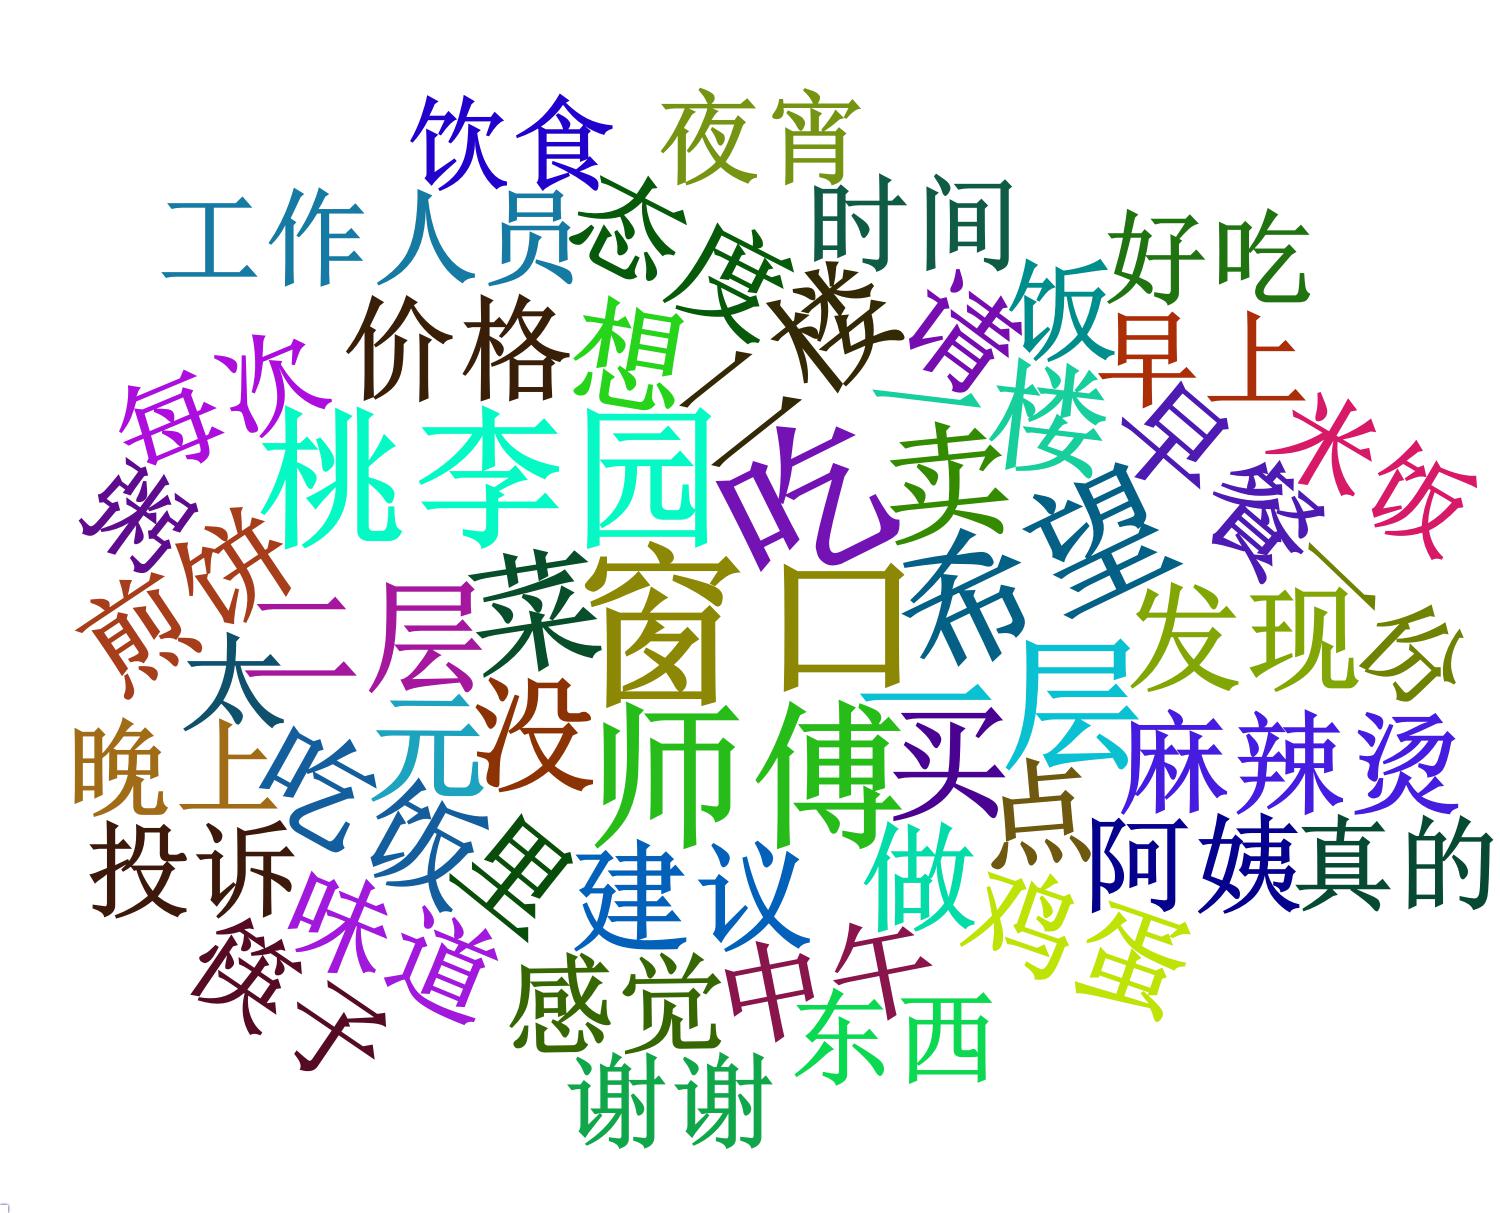 饮食
夜宵
工作人员
态度
时间
好吃
价格
想
二楼
请
饭
早上
每次
桃李园
吃
卖
一楼
早餐
米饭
粥
煎饼
二层
菜
窗口
希望
发现
一份
太
元
没
师傅
买
一层
麻辣烫
晚上
吃饭
点
投诉
味道
里
建议
做
鸡蛋
阿姨
真的
筷子
感觉
中午
东西
谢谢